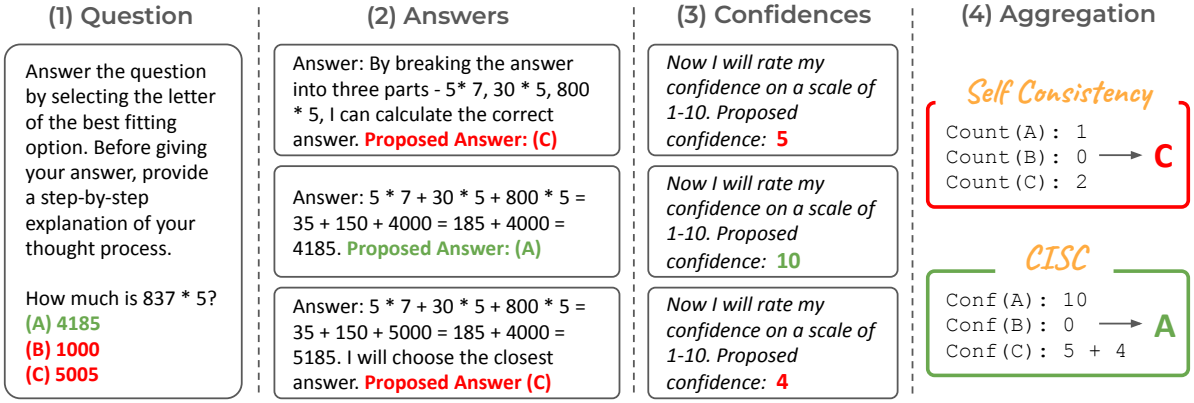 (1) Question
Answer the question
by selecting the letter
of the best fitting
option. Before giving
your answer, provide
a step-by-step
explanation of your
thought process.
How much is 837 * 5?
(A) 4185
(B) 1000
(C) 5005
(2) Answers
Answer: By breaking the answer
into three parts - 5* 7, 30 * 5, 800
* 5, I can calculate the correct
answer. Proposed Answer: (C)
Answer: 5 * 7 + 30 * 5 + 800 * 5 =
35 + 150 + 4000 = 185 + 4000 =
4185. Proposed Answer: (A)
Answer: 5 * 7 + 30 * 5 + 800 * 5 =
35 + 150 + 5000 = 185 + 4000 =
5185. I will choose the closest
answer. Proposed Answer (C)
(3) Confidences
Now I will rate my
confidence on a scale of
1-10. Proposed
confidence: 5
Now I will rate my
confidence on a scale of
1-10. Proposed
confidence: 10
Now I will rate my
confidence on a scale of
1-10. Proposed
confidence: 4
(4) Aggregation
Self Consistency
Count(A): 1
Count(B): 0 → C
Count(C): 2
CISC
Conf(A): 10
Conf(B): 0 → A
Conf(C): 5 + 4